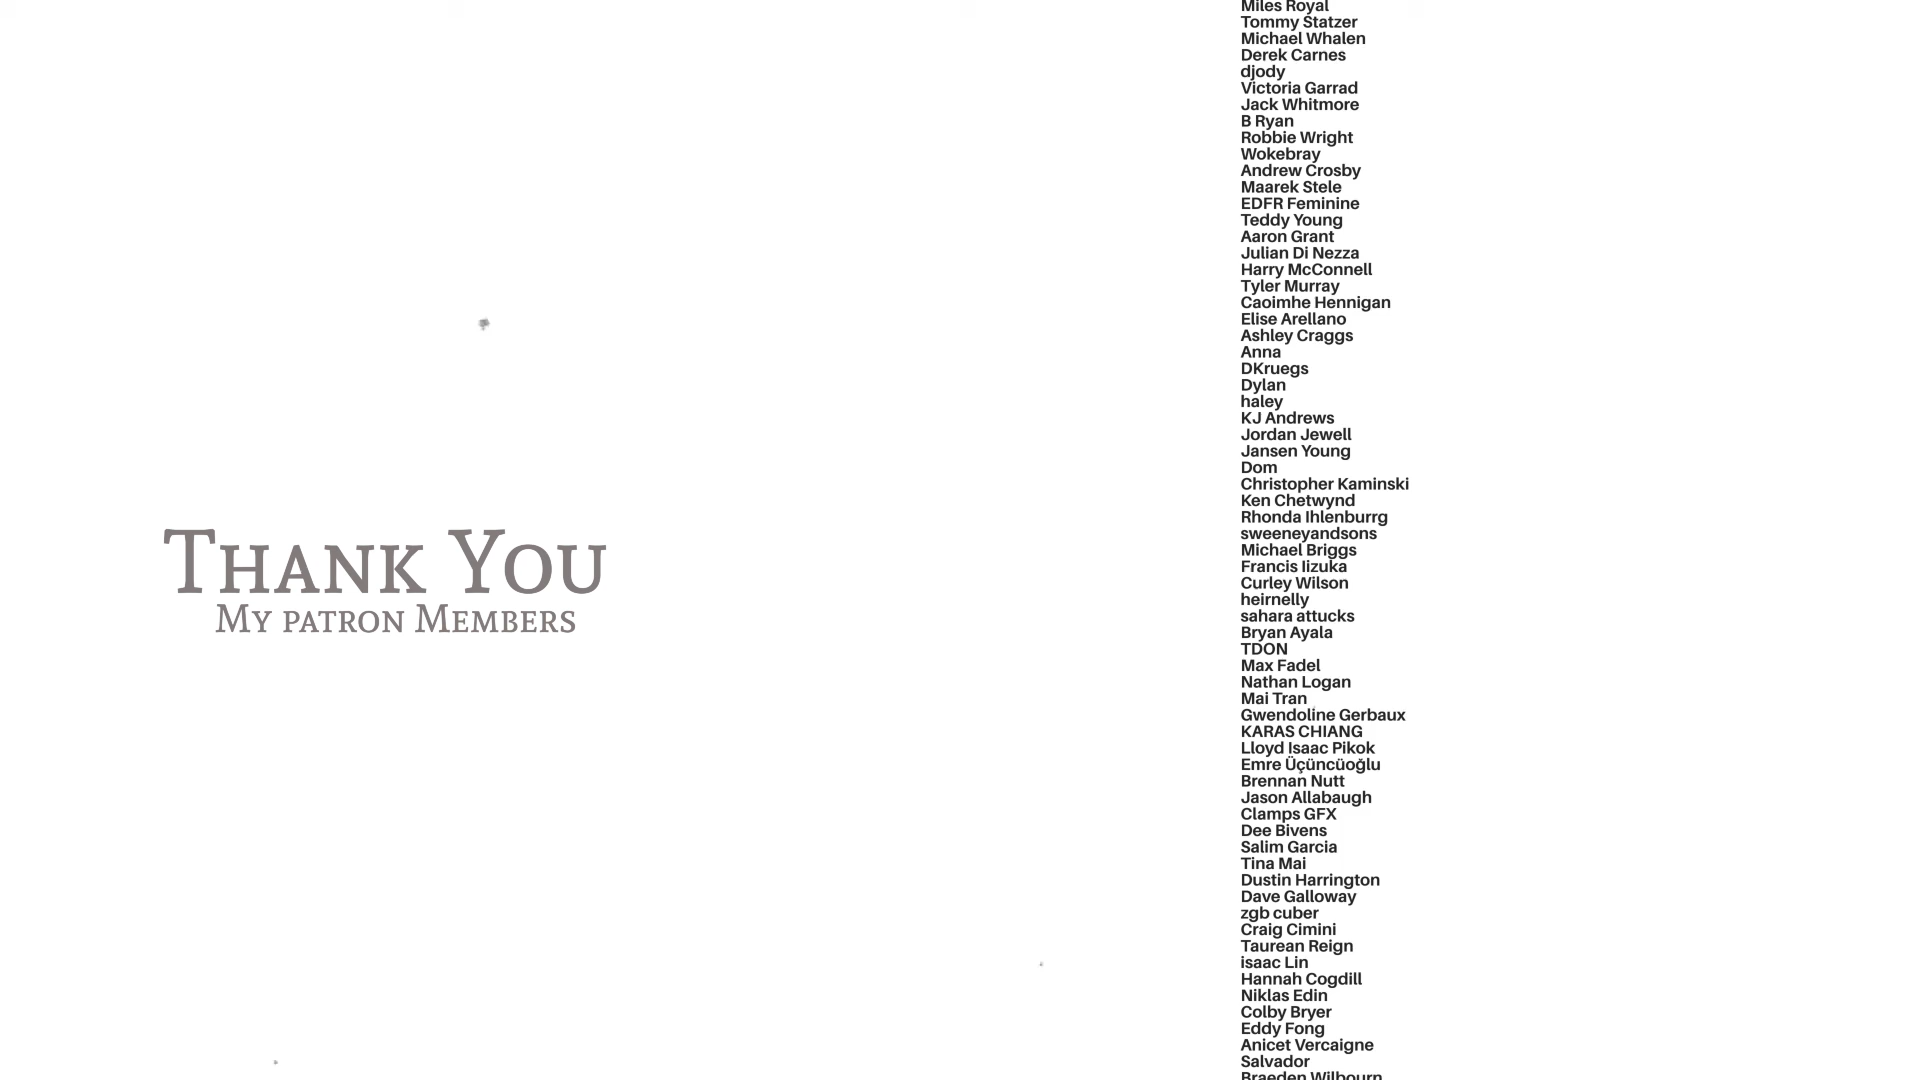 Thank You
My patron Members
Miles Royal
Tommy Statzer
Michael Whalen
Derek Carnes
djody
Victoria Garrad
Jack Whitmore
B Ryan
Robbie Wright
Wokebray
Andrew Crosby
Maarek Stele
EDFR Feminine
Teddy Young
Aaron Grant
Julian Di Nezza
Harry McConnell
Tyler Murray
Caoimhe Hennigan
Elise Arellano
Ashley Craggs
Anna
DKruegs
Dylan
haley
KJ Andrews
Jordan Jewell
Jansen Young
Dom
Christopher Kaminski
Ken Chetwynd
Rhonda Ihlenburrg
sweeneyandsons
Michael Briggs
Francis Iizuka
Curley Wilson
heirnelly
sahara attucks
Bryan Ayala
TDON
Max Fadel
Nathan Logan
Mai Tran
Gwendoline Gerbaux
KARAS CHIANG
Lloyd Isaac Pikok
Emre Üçüncüoğlu
Brennan Nutt
Jason Allabaugh
Clamps GFX
Dee Bivens
Salim Garcia
Tina Mai
Dustin Harrington
Dave Galloway
zgb cuber
Craig Cimini
Taurean Reign
isaac Lin
Hannah Cogdill
Niklas Edin
Colby Bryer
Eddy Fong
Anicet Vercaigne
Salvador
Braeden Wilbourn